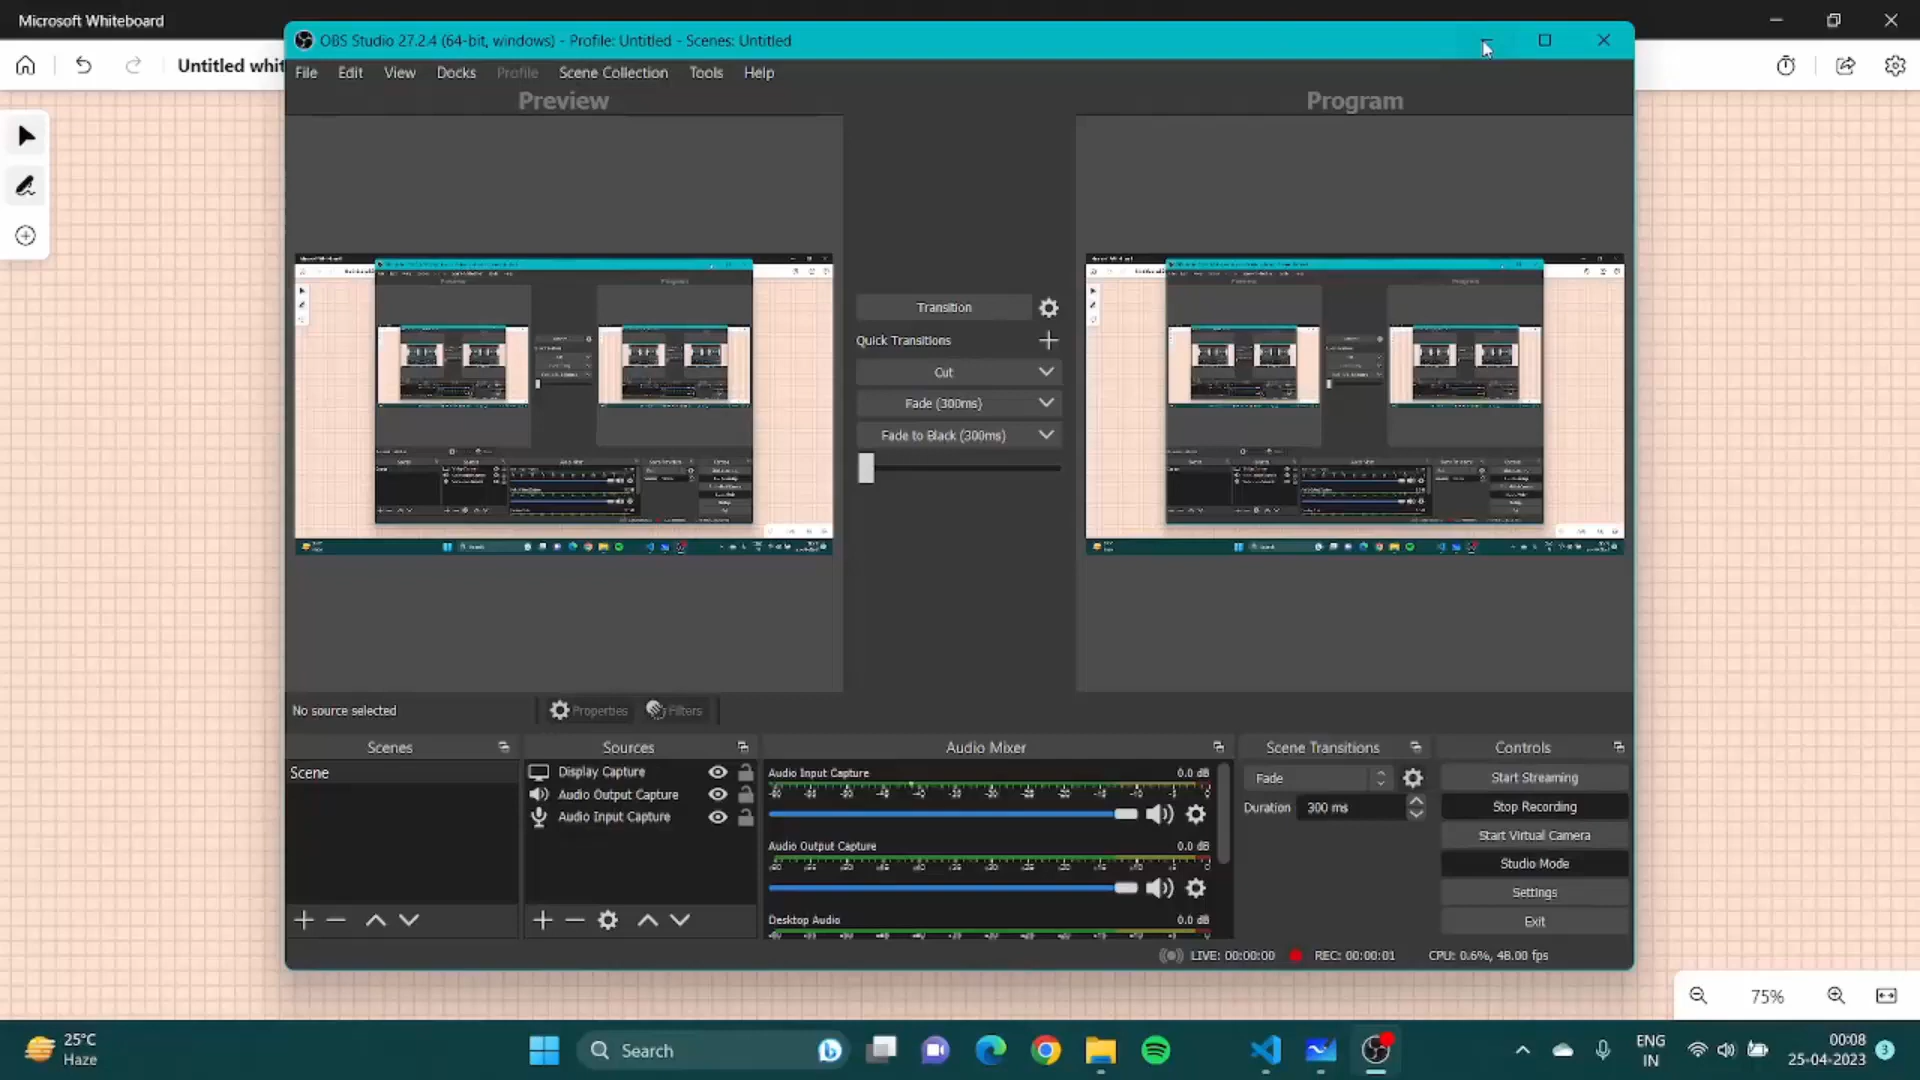 Microsoft Whiteboard
Untitled whit
OBS Studio 27.2.4 (64-bit, windows) - Profile: Untitled - Scenes: Untitled
File Edit View Docks Profile Scene Collection Tools Help
Preview
Program
Transition
Quick Transitions
Cut
Fade (300ms)
Fade to Black (300ms)
No source selected
Properties
Filters
Scenes
Scene
Sources
Display Capture
Audio Output Capture
Audio Input Capture
Audio Mixer
Audio Input Capture 0.0 dB
Audio Output Capture 0.0 dB
Desktop Audio 0.0 dB
Scene Transitions
Fade
Duration 300 ms
Controls
Start Streaming
Stop Recording
Start Virtual Camera
Studio Mode
Settings
Exit
LIVE: 00:00:00 REC: 00:00:01 CPU: 0.6%, 48.00 fps
75%
25°C
Haze
Search
ENG
IN
00:08
25-04-2023
3